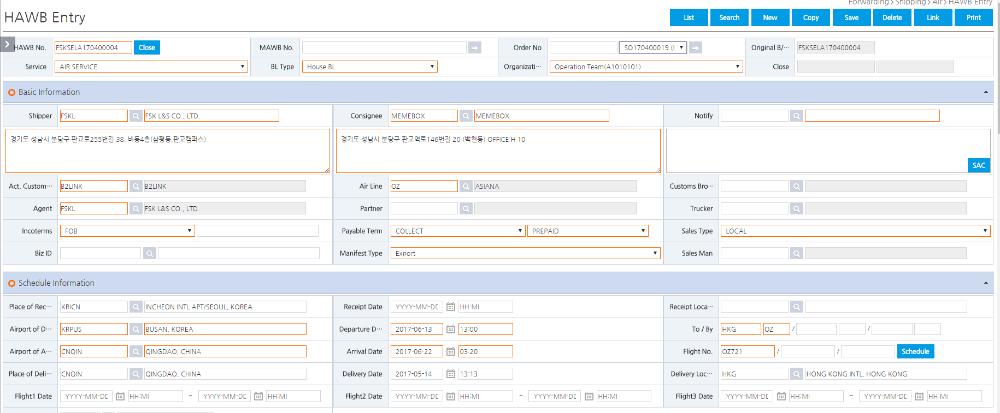 Forwarding > Shipping > Air > HAWB Entry
HAWB Entry
List Search New Copy Save Delete Link Print
HAWB No. FSKSELA170400004 Close MAWB No. Order No SO170400019 (I Original B/··· FSKSELA170400004
Service AIR SERVICE BL Type House BL Organizati··· Operation Team(A1010101) Close
Basic Information
Shipper FSKL FSK L&S CO., LTD. Consignee MEMEBOX MEMEBOX Notify
경기도 성남시 분당구 판교로255번길 38, 비동4층(삼평동,판교캠퍼스) 경기도 성남시 분당구 판교역로146번길 20 (백현동) OFFICE H 10
SAC
Act. Custom··· B2LINK B2LINK Air Line OZ ASIANA Customs Bro···
Agent FSKL FSK L&S CO., LTD. Partner Trucker
Incoterms FOB Payable Term COLLECT PREPAID Sales Type LOCAL
Biz ID Manifest Type Export Sales Man
Schedule Information
Place of Rec··· KRICN INCHEON INTL APT/SEOUL, KOREA Receipt Date YYYY-MM-DD HH:MI Receipt Loca···
Airport of D··· KRPUS BUSAN, KOREA Departure D··· 2017-06-13 13:00 To / By HKG OZ / /
Airport of A··· CNQIN QINGDAO, CHINA Arrival Date 2017-06-22 03:20 Flight No. OZ721 / / Schedule
Place of Deli··· CNQIN QINGDAO, CHINA Delivery Date 2017-05-14 13:13 Delivery Loc··· HKG HONG KONG INTL, HONG KONG
Flight1 Date YYYY-MM-DD HH:MI ~ YYYY-MM-DD HH:MI Flight2 Date YYYY-MM-DD HH:MI ~ YYYY-MM-DD HH:MI Flight3 Date YYYY-MM-DD HH:MI ~ YYYY-MM-DD HH:MI